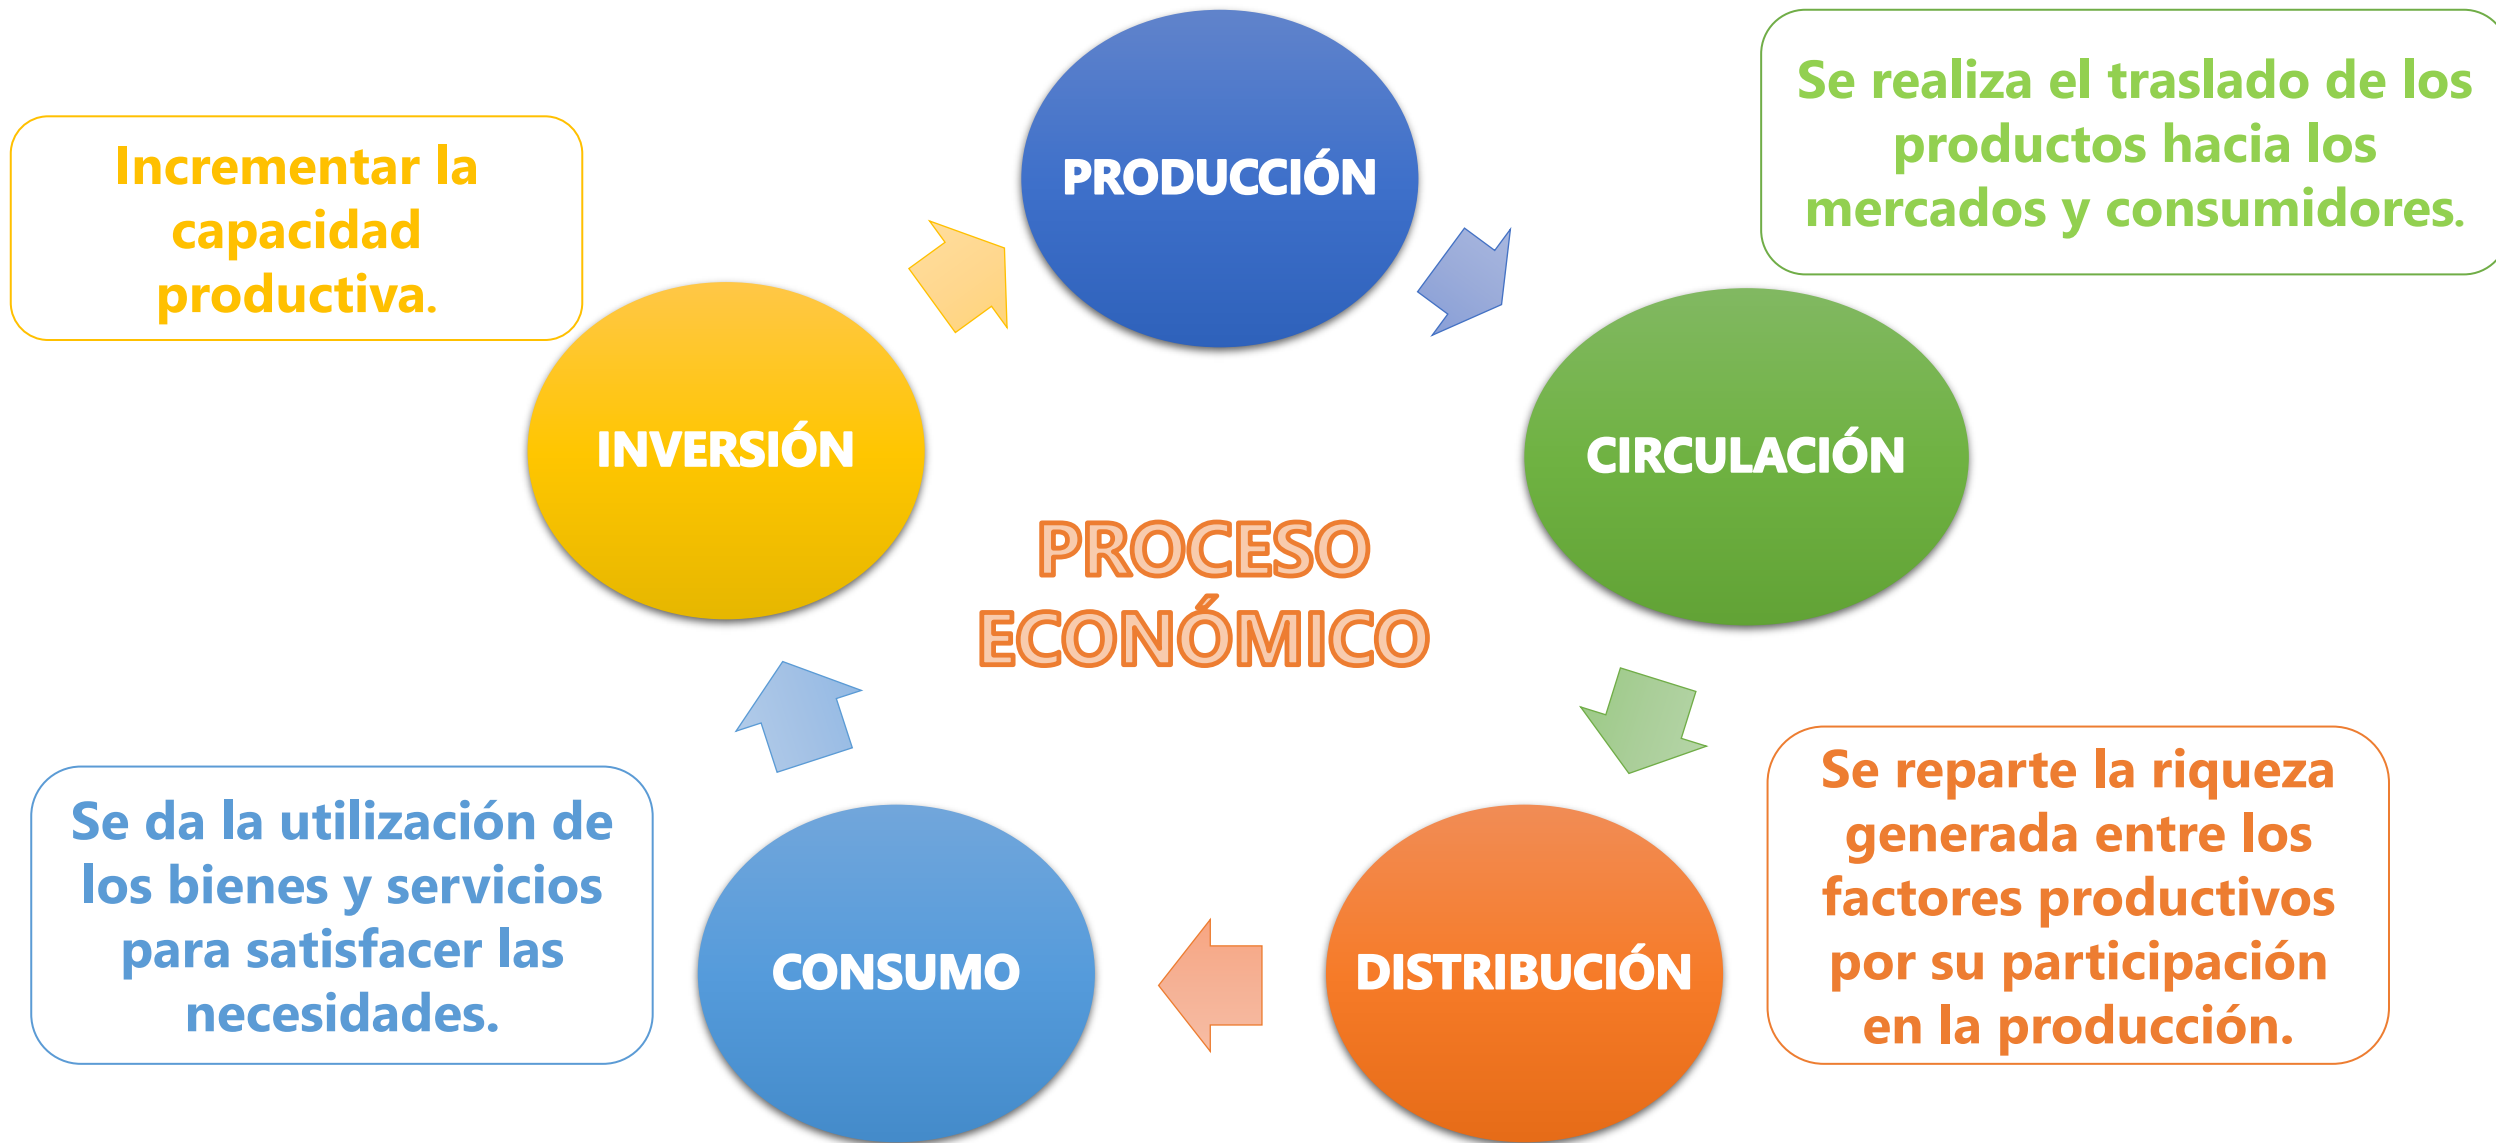 PRODUCCIÓN
Se realiza el traslado de los
productos hacia los
mercados y consumidores.
Incrementar la
capacidad
productiva.
INVERSIÓN
CIRCULACIÓN
PROCESO
ECONÓMICO
Se da la utilización de
los bienes y servicios
para satisfacer las
necesidades.
CONSUMO
DISTRIBUCIÓN
Se reparte la riqueza
generada entre los
factores productivos
por su participación
en la producción.